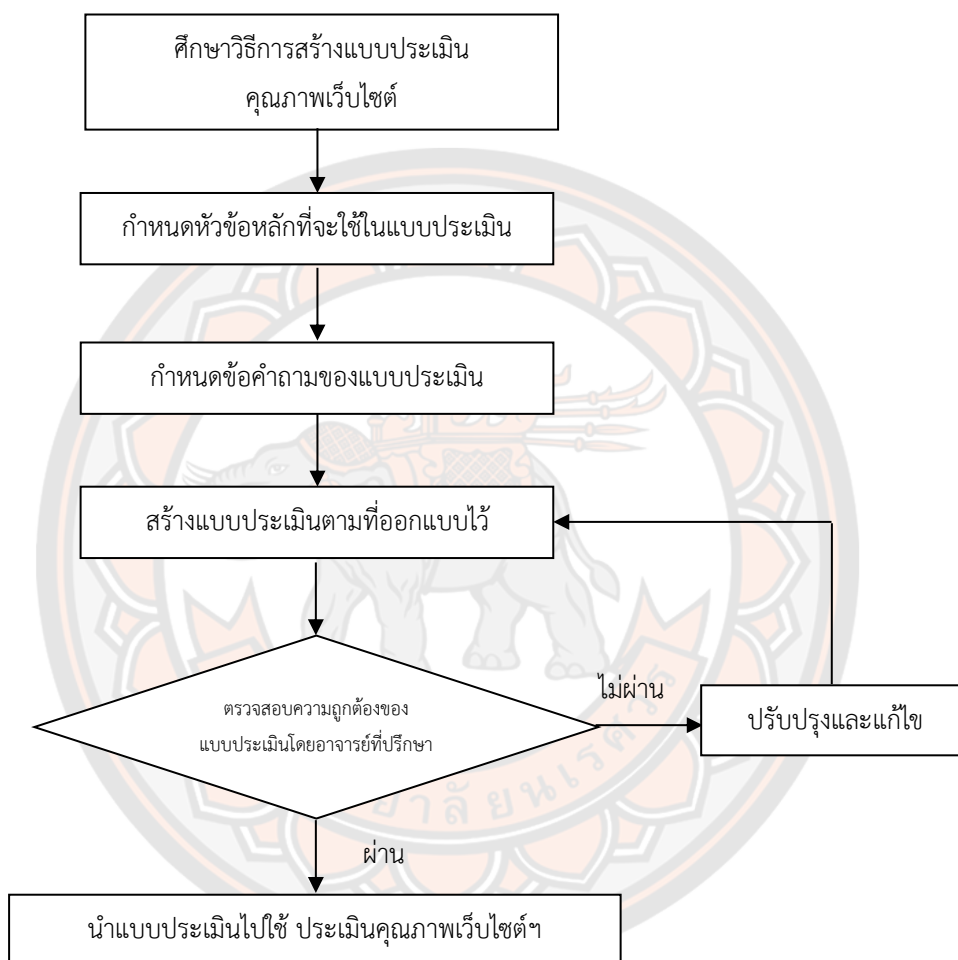 ศึกษาวิธีการสร้างแบบประเมิน
คุณภาพเว็บไซต์
กำหนดหัวข้อหลักที่จะใช้ในแบบประเมิน
กำหนดข้อคำถามของแบบประเมิน
สร้างแบบประเมินตามที่ออกแบบไว้
ตรวจสอบความถูกต้องของ
แบบประเมินโดยอาจารย์ที่ปรึกษา
ไม่ผ่าน
ปรับปรุงและแก้ไข
ผ่าน
นำแบบประเมินไปใช้ ประเมินคุณภาพเว็บไซต์ฯ
าลัยนเรศวร